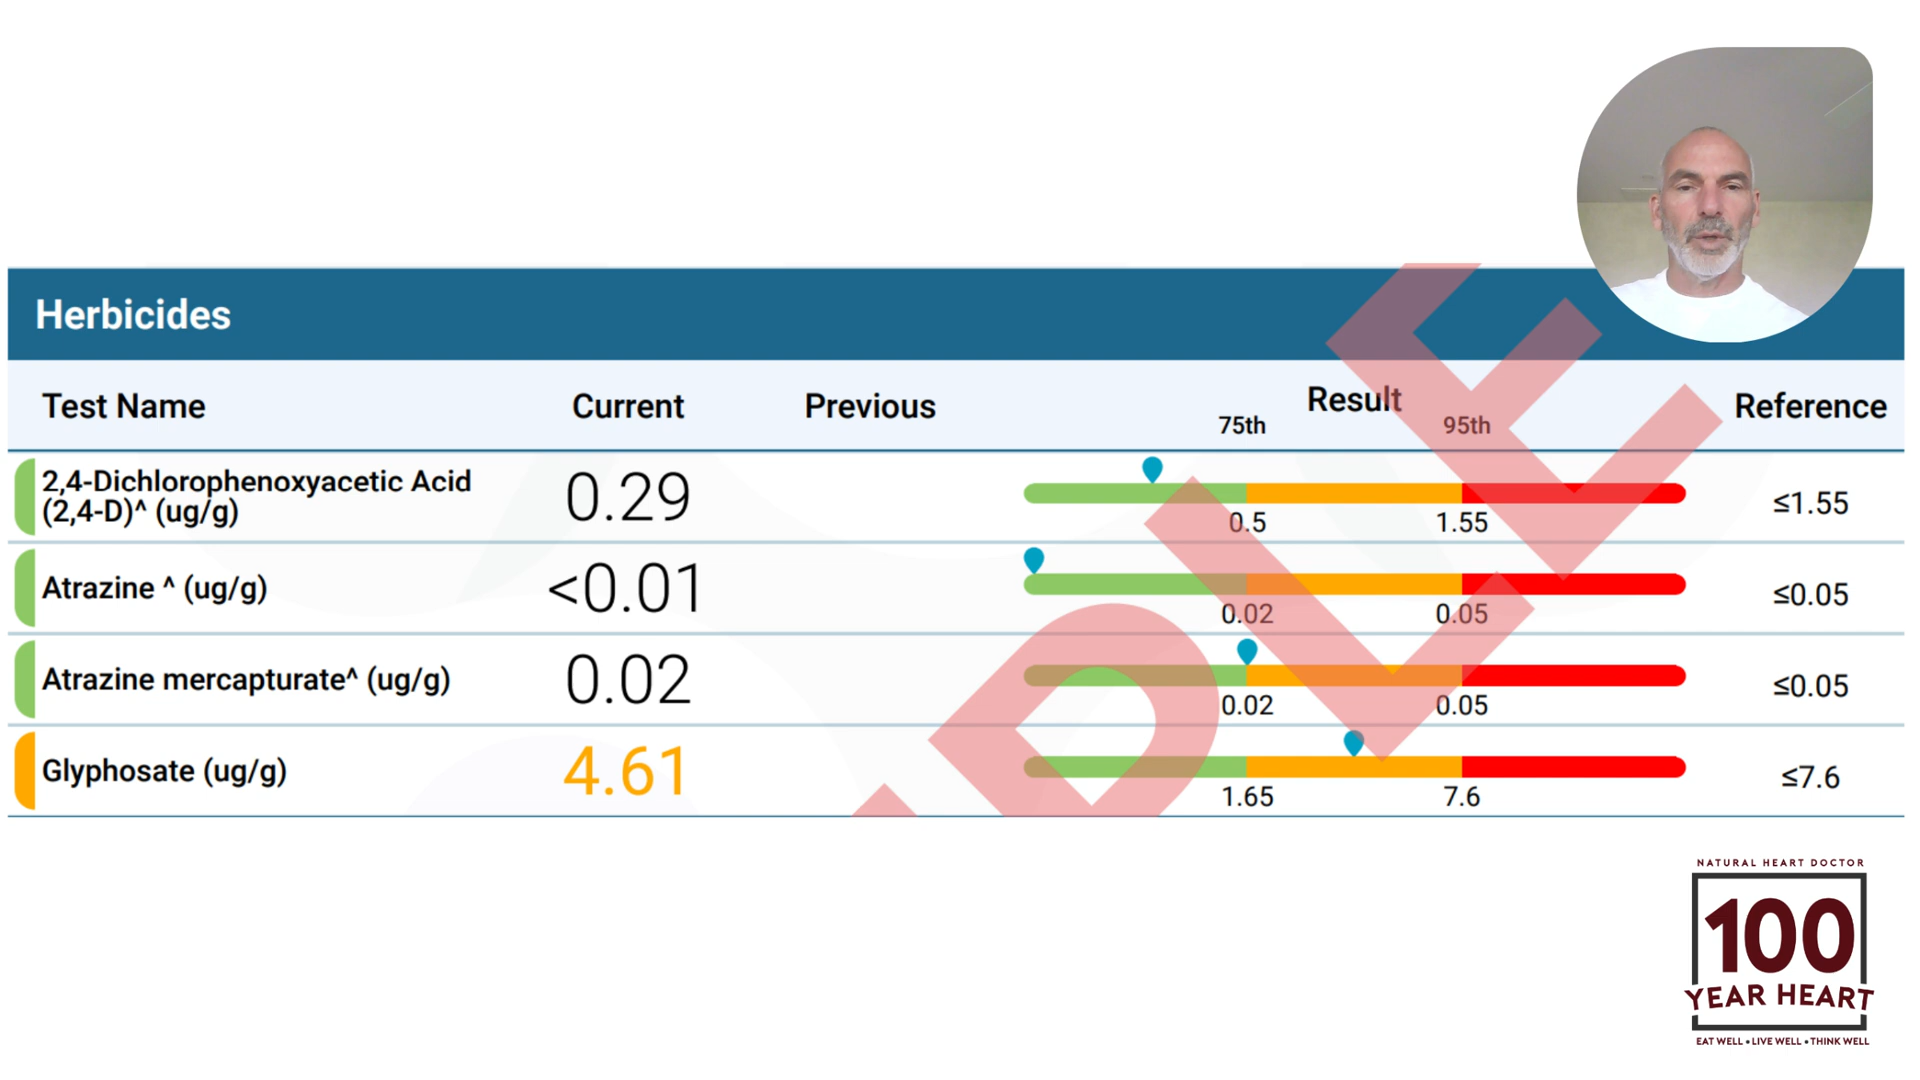 Herbicides
Test Name Current Previous Result Reference
75th 95th
2,4-Dichlorophenoxyacetic Acid
(2,4-D)^ (ug/g) 0.29 ≤1.55
0.5 1.55
Atrazine ^ (ug/g) <0.01 ≤0.05
0.02 0.05
Atrazine mercapturate^ (ug/g) 0.02 ≤0.05
0.02 0.05
Glyphosate (ug/g) 4.61 ≤7.6
1.65 7.6
PLE
NATURAL HEART DOCTOR
100
YEAR HEART
EAT WELL • LIVE WELL • THINK WELL